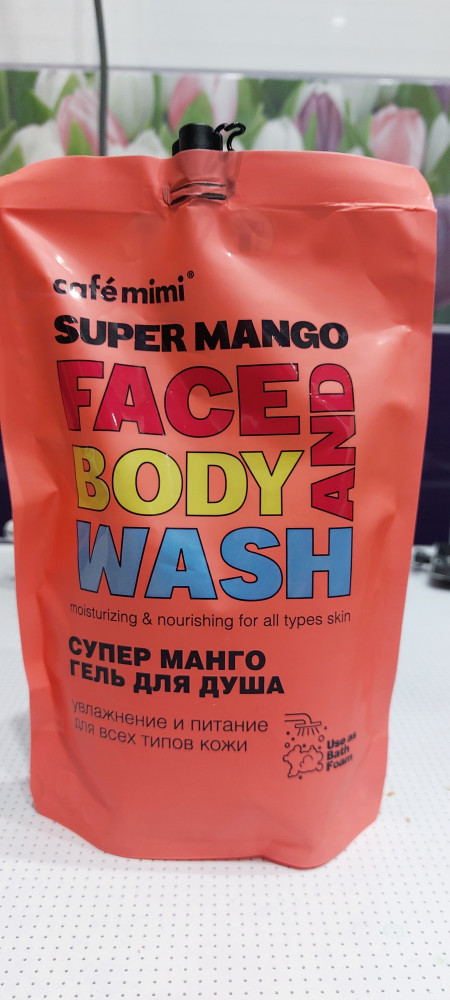 café mimi®
SUPER MANGO
FACE AND
BODY
WASH
moisturizing & nourishing for all types skin
СУПЕР МАНГО
ГЕЛЬ ДЛЯ ДУША
увлажнение и питание
для всех типов кожи
Use as
Bath
Foam